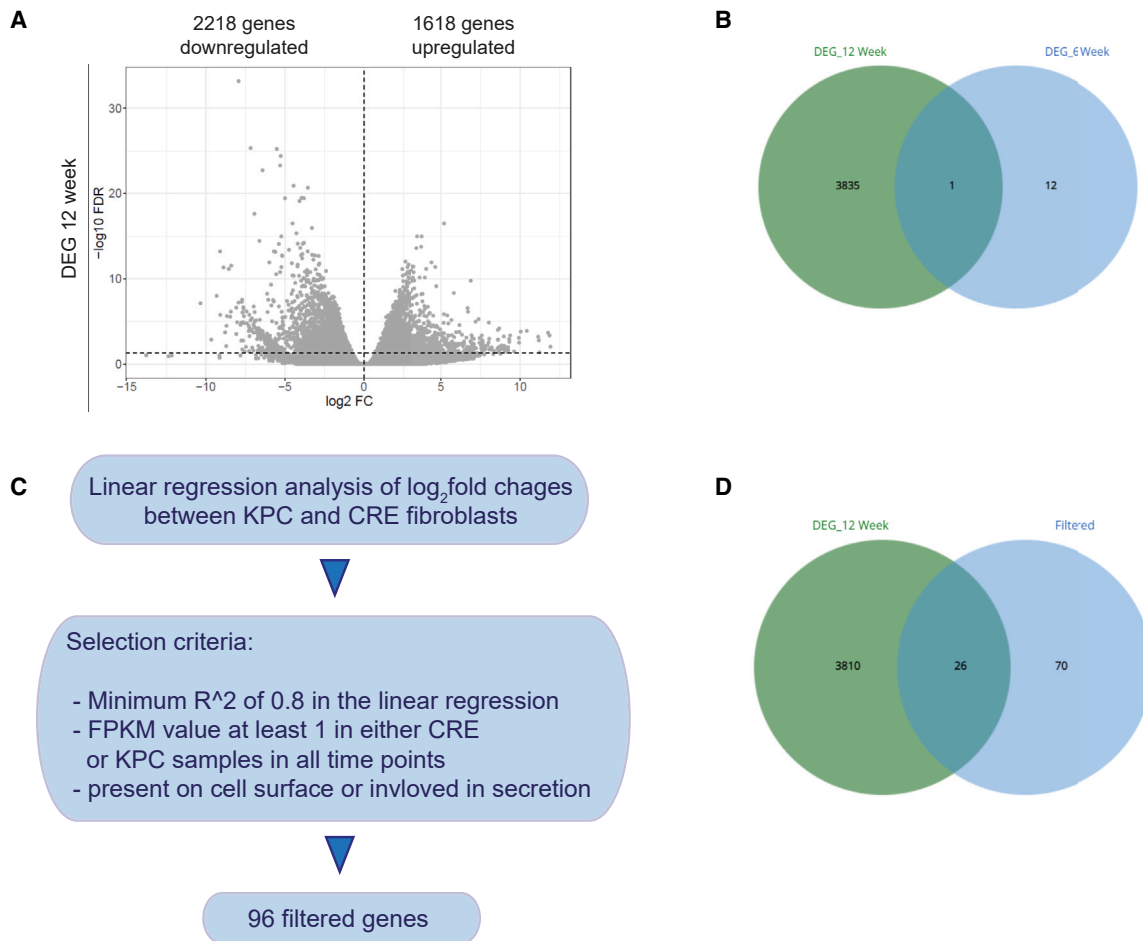 A
2218 genes
downregulated
1618 genes
upregulated
DEG 12 week
−log10 FDR
30
20
10
0
−15
−10
−5
0
5
10
log2 FC
B
DEG_12 Week
DEG_6 Week
3835
1
12
C
Linear regression analysis of log2fold chages
between KPC and CRE fibroblasts
Selection criteria:
- Minimum R^2 of 0.8 in the linear regression
- FPKM value at least 1 in either CRE
or KPC samples in all time points
- present on cell surface or invloved in secretion
96 filtered genes
D
DEG_12 Week
Filtered
3810
26
70